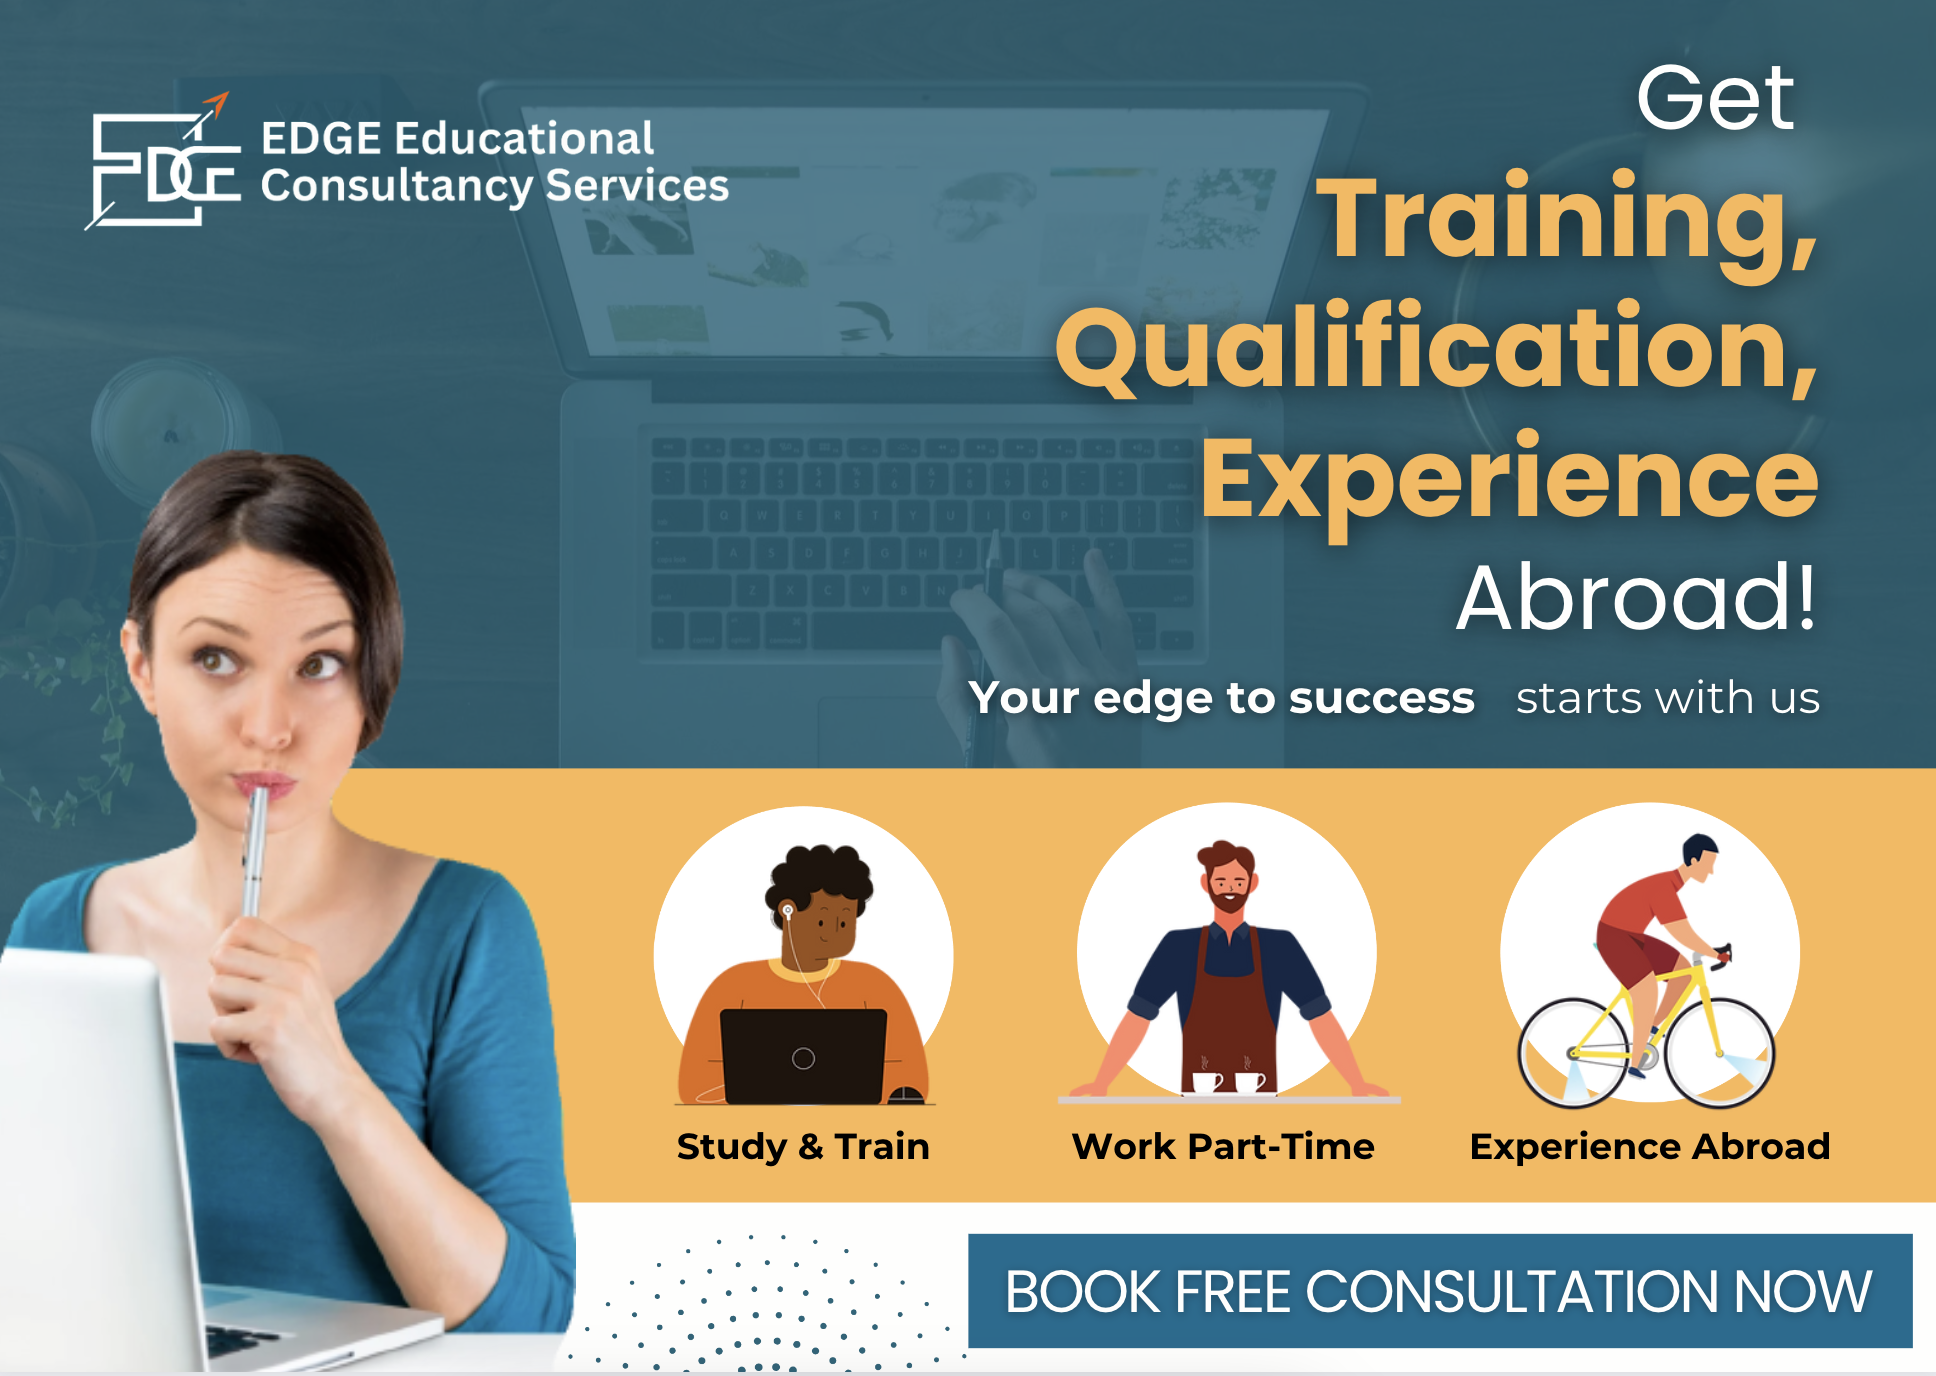 EDGE
EDGE Educational
Consultancy Services
Get
Training,
Qualification,
Experience
Abroad!
Your edge to success starts with us
Study & Train
Work Part-Time
Experience Abroad
BOOK FREE CONSULTATION NOW